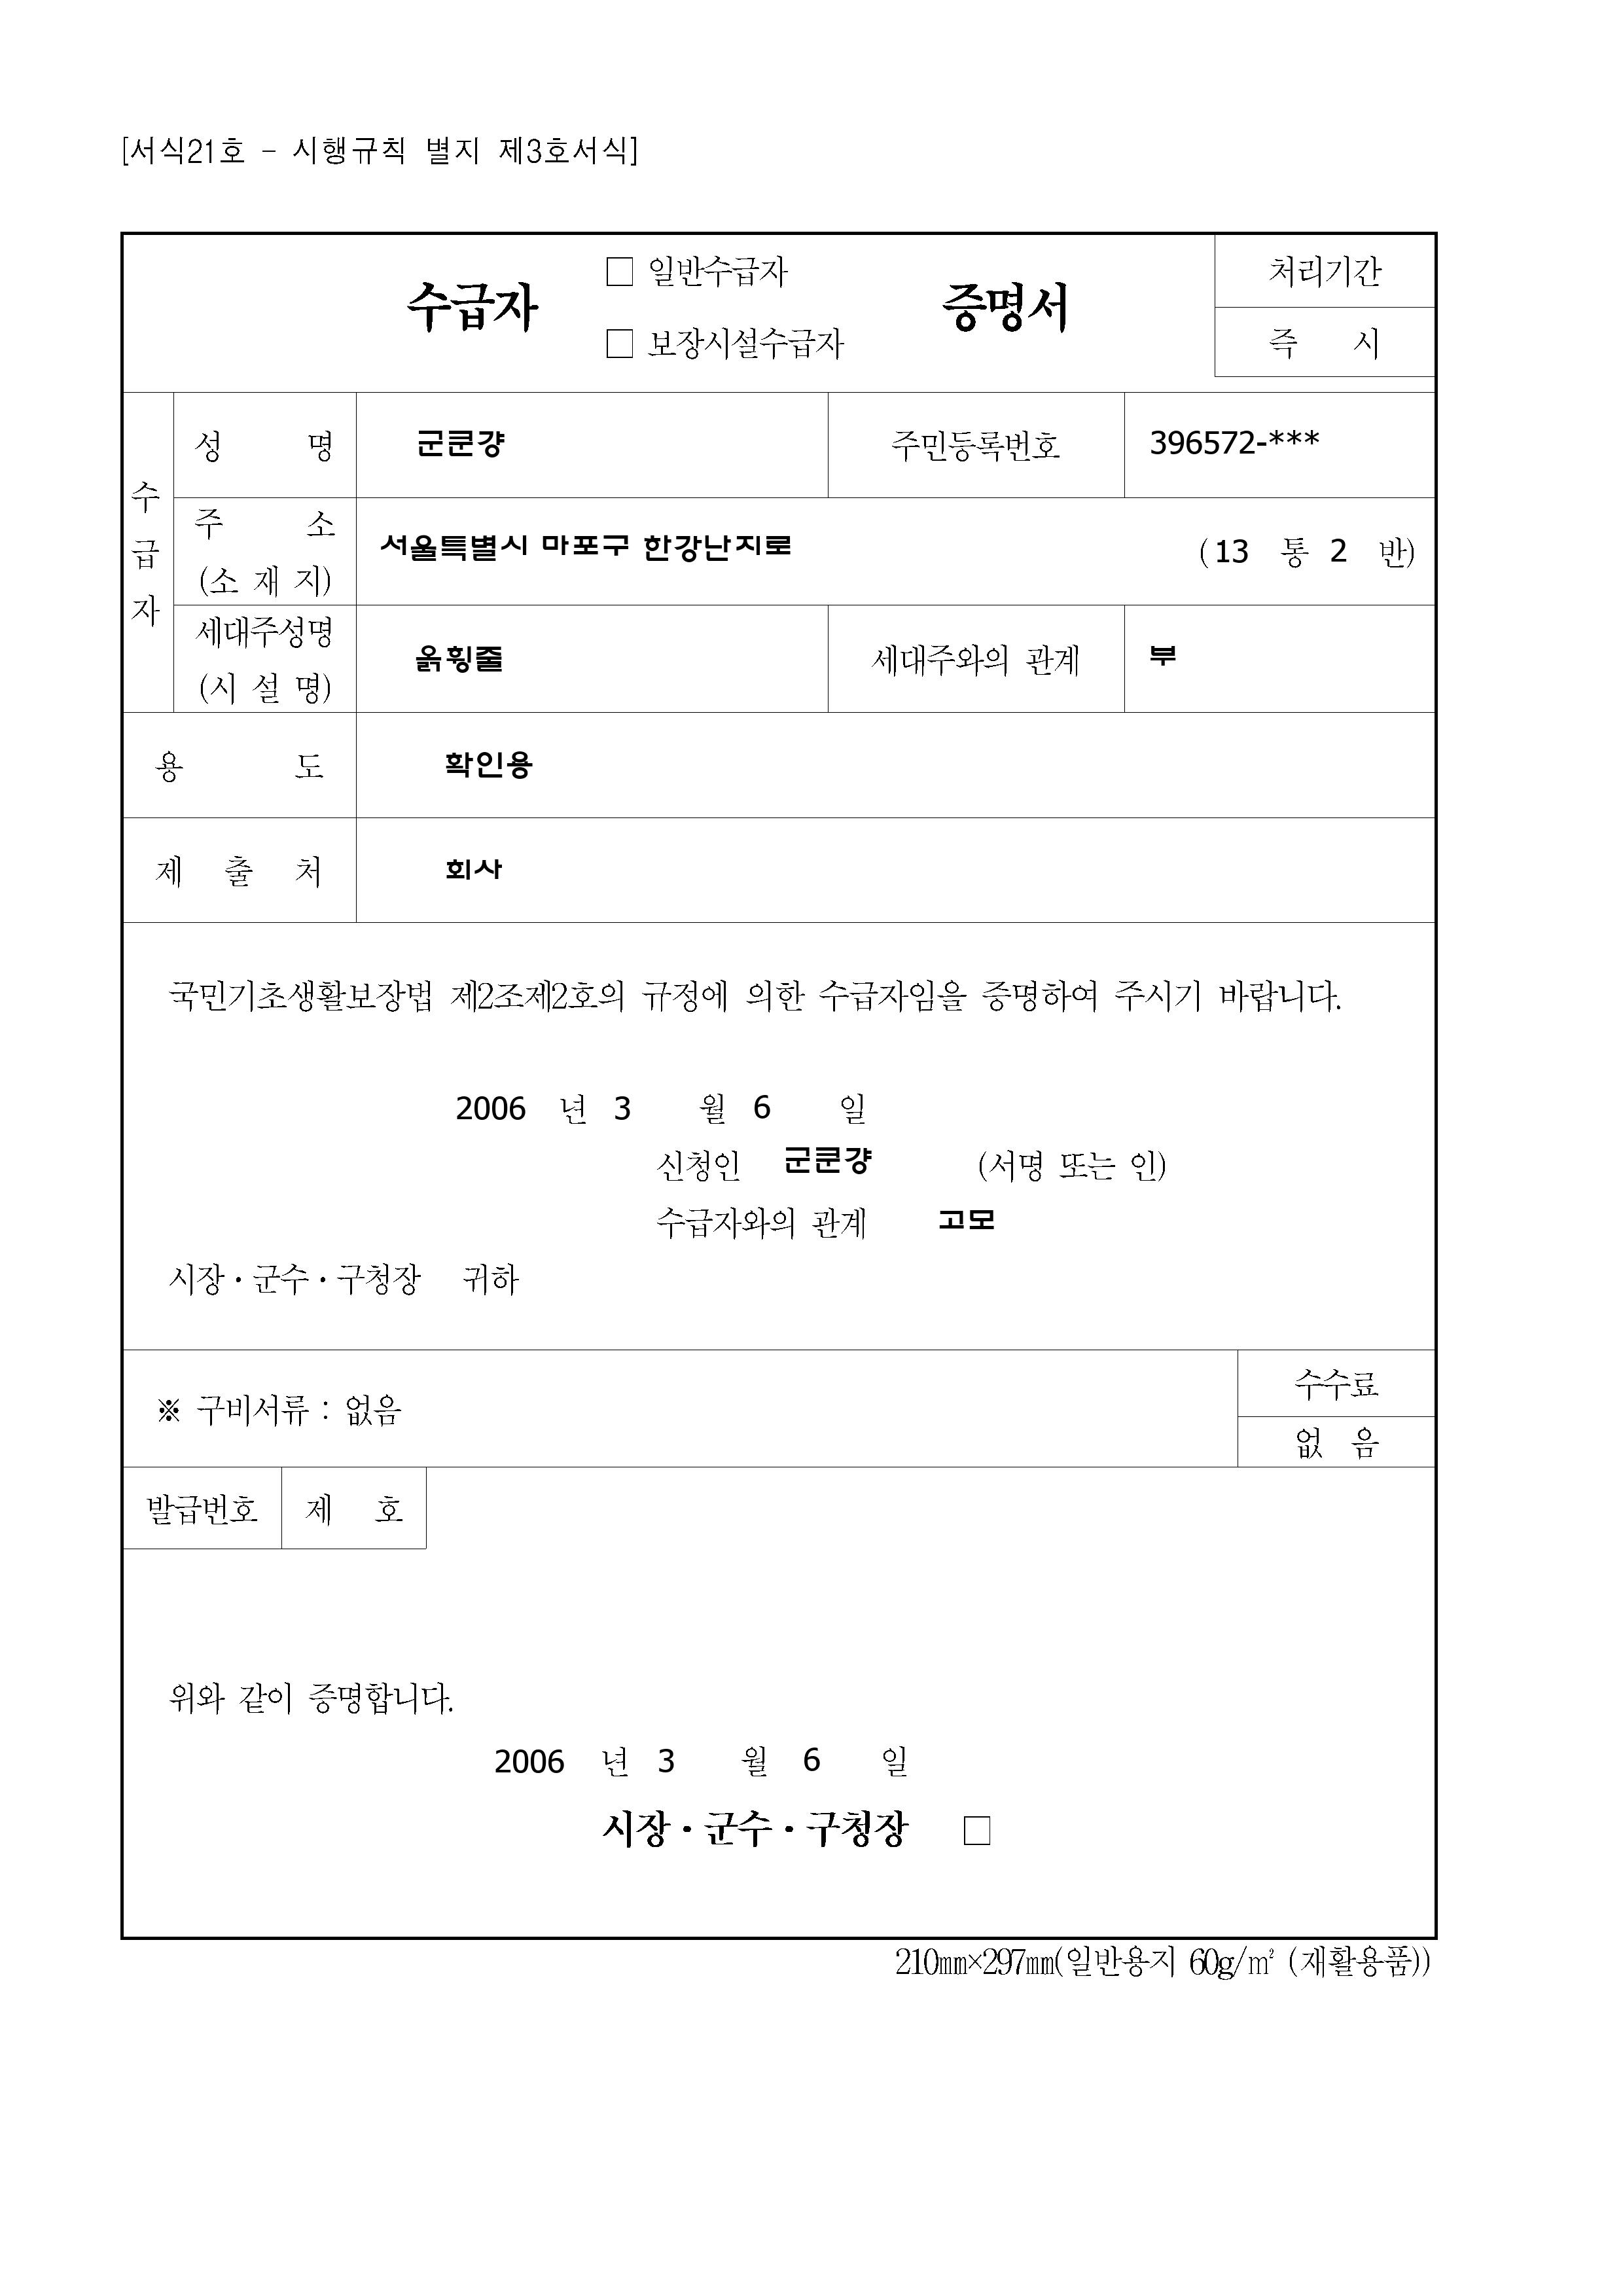 [서식21호 - 시행규칙 별지 제3호서식]
수급자 □ 일반수급자 □ 보장시설수급자 증명서
처리기간
즉 시
수급자
성 명 군쿤걍 주민등록번호 396572-***
주 소 (소 재 지) 서울특별시 마포구 한강난지로 (13 통 2 반)
세대주성명 (시 설 명) 옭횡줄 세대주와의 관계 부
용 도 확인용
제 출 처 회사
국민기초생활보장법 제2조제2호의 규정에 의한 수급자임을 증명하여 주시기 바랍니다.
2006 년 3 월 6 일
신청인 군쿤걍 (서명 또는 인)
수급자와의 관계 고모
시장·군수·구청장 귀하
※ 구비서류 : 없음
수수료
없 음
발급번호 제 호
위와 같이 증명합니다.
2006 년 3 월 6 일
시장·군수·구청장 □
210㎜×297㎜(일반용지 60g/㎡ (재활용품))